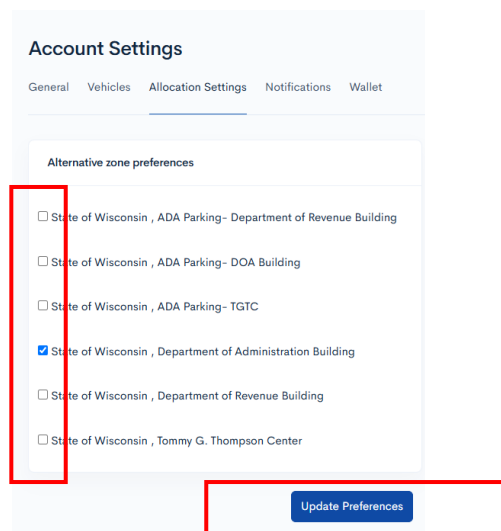 Account Settings
General Vehicles Allocation Settings Notifications Wallet
Alternative zone preferences
State of Wisconsin , ADA Parking- Department of Revenue Building
State of Wisconsin , ADA Parking- DOA Building
State of Wisconsin , ADA Parking- TGTC
State of Wisconsin , Department of Administration Building
State of Wisconsin , Department of Revenue Building
State of Wisconsin , Tommy G. Thompson Center
Update Preferences